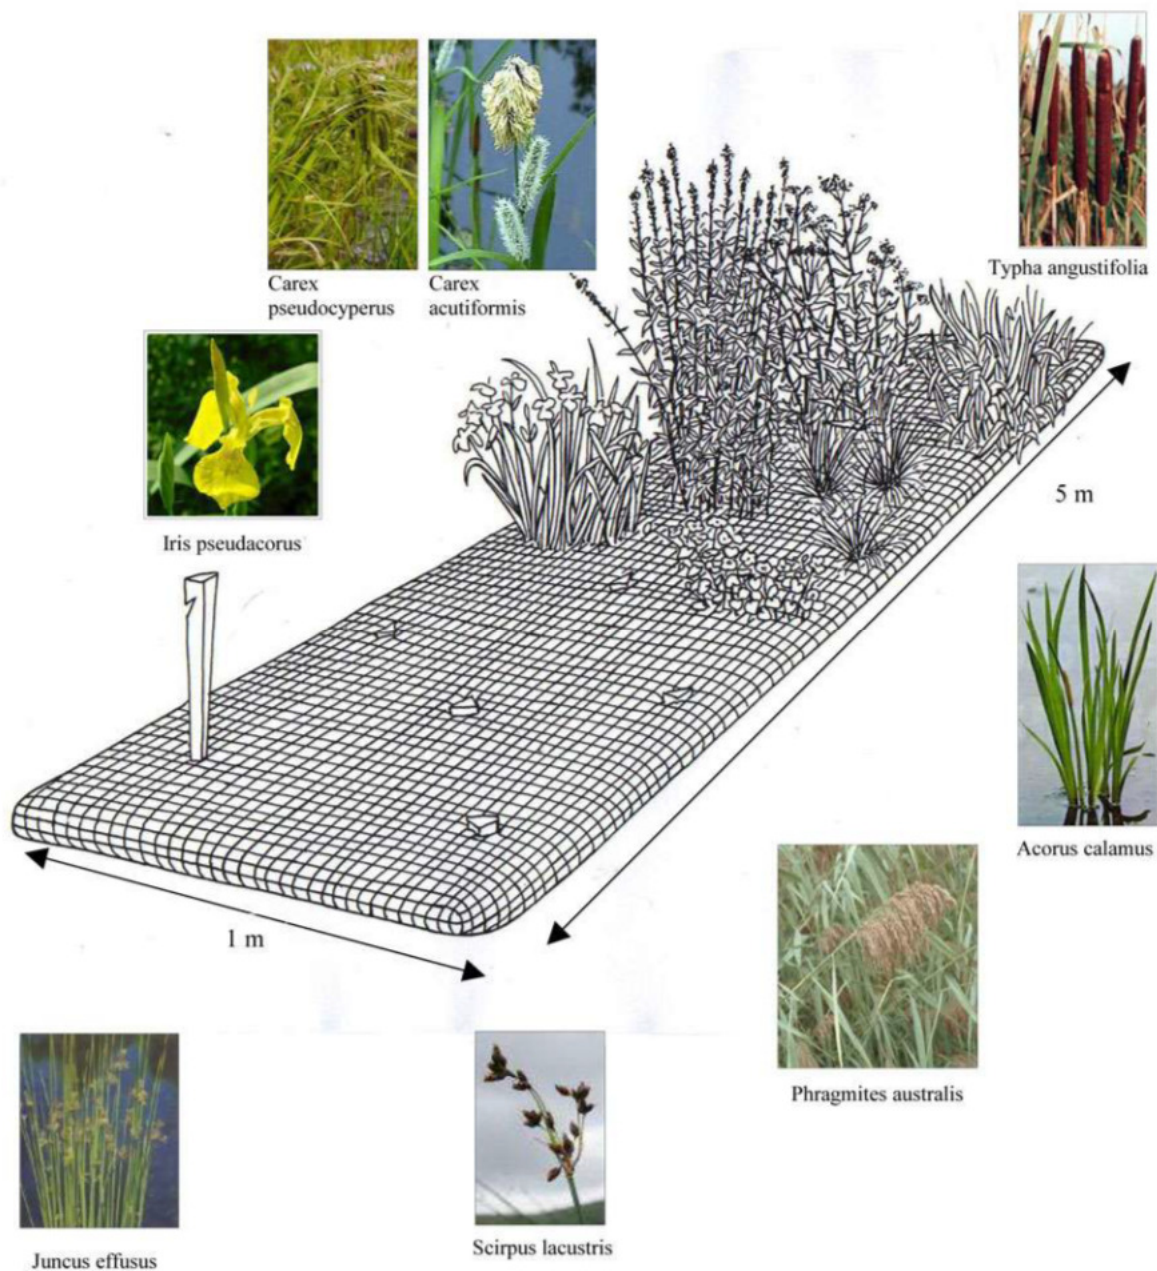 Typha angustifolia
Carex
pseudocyperus
Carex
acutiformis
Iris pseudacorus
5 m
Acorus calamus
1 m
Phragmites australis
Scirpus lacustris
Juncus effusus